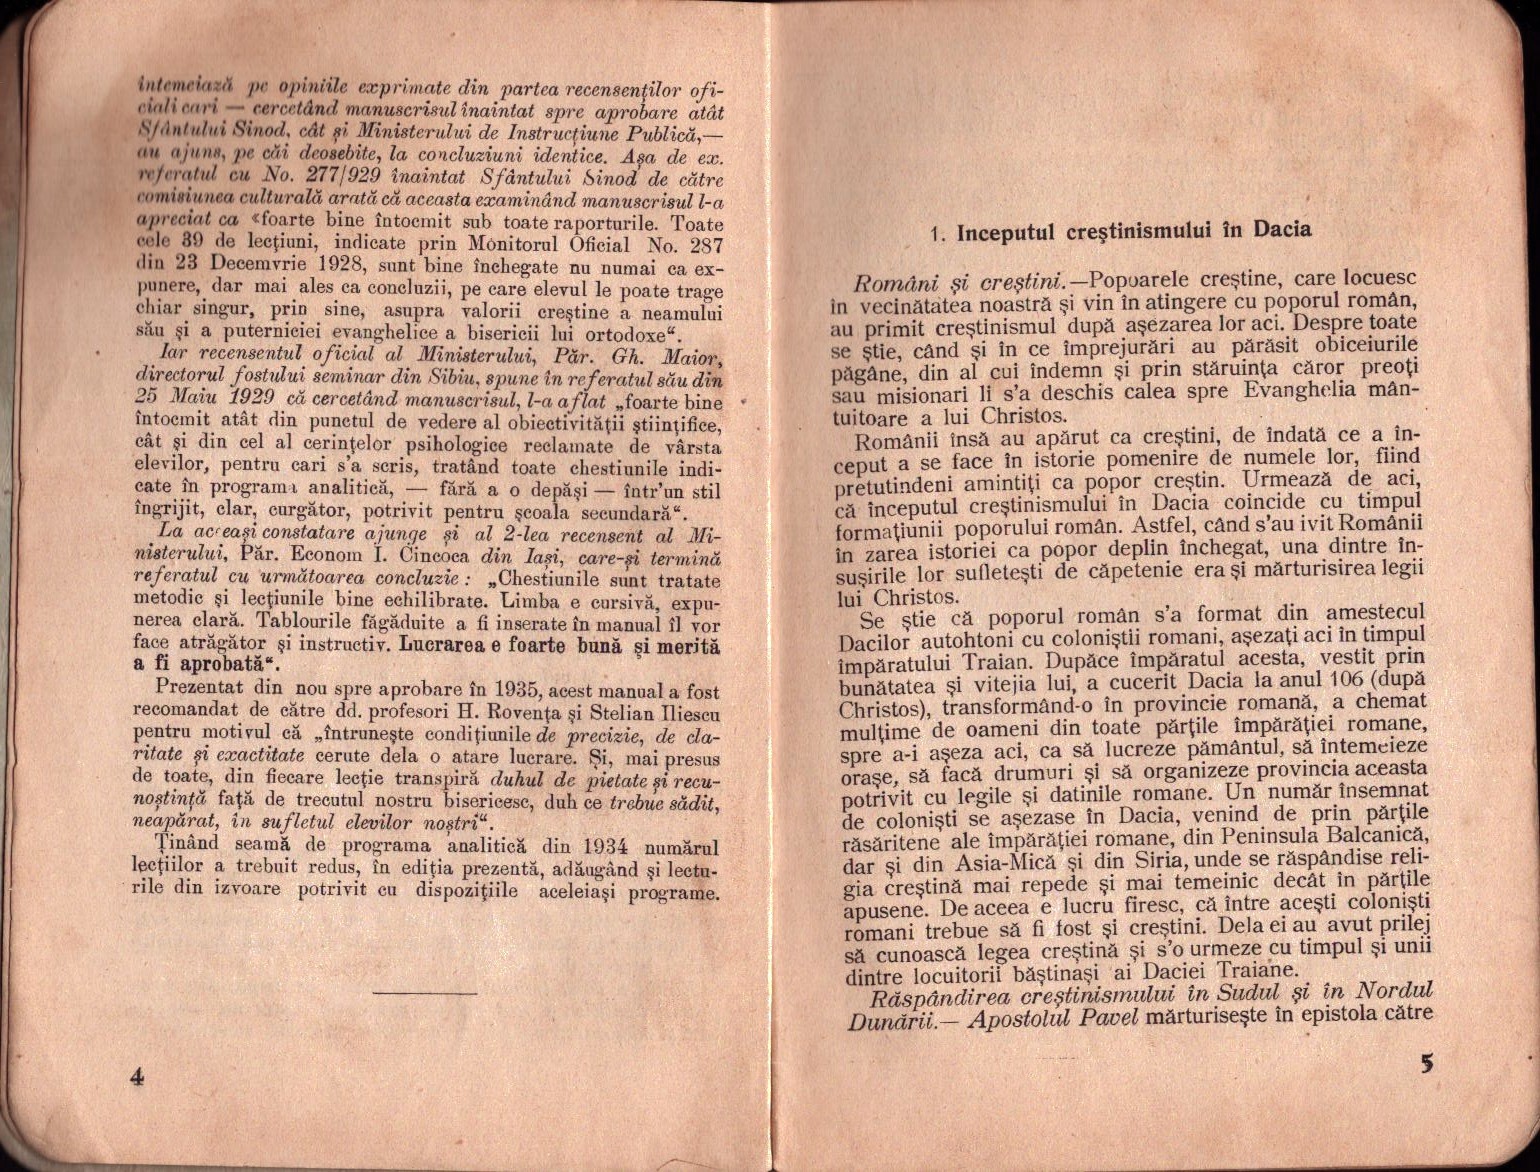 întemeiază pe opiniile exprimate din partea recensenților ofi-
ciali cari — cercetând manuscrisul înaintat spre aprobare atât
Sfântului Sinod, cât și Ministerului de Instrucțiune Publică,—
au ajuns, pe căi deosebite, la concluziuni identice. Așa de ex.
referatul cu No. 277/929 înaintat Sfântului Sinod de către
comisiunea culturală arată că aceasta examinând manuscrisul l-a
apreciat ca «foarte bine întocmit sub toate raporturile. Toate
cele 39 de lecțiuni, indicate prin Monitorul Oficial No. 287
din 23 Decemvrie 1928, sunt bine închegate nu numai ca ex-
punere, dar mai ales ca concluzii, pe care elevul le poate trage
chiar singur, prin sine, asupra valorii creștine a neamului
său și a puterniciei evanghelice a bisericii lui ortodoxe“.
Iar recensentul oficial al Ministerului, Păr. Gh. Maior,
directorul fostului seminar din Sibiu, spune în referatul său din
25 Maiu 1929 că cercetând manuscrisul, l-a aflat „foarte bine
întocmit atât din punctul de vedere al obiectivității științifice,
cât și din cel al cerințelor psihologice reclamate de vârsta
elevilor, pentru cari s'a scris, tratând toate chestiunile indi-
cate în programa analitică, — fără a o depăși — într'un stil
îngrijit, clar, curgător, potrivit pentru școala secundară“.
La aceeași constatare ajunge și al 2-lea recensent al Mi-
nisterului, Păr. Econom I. Cincoca din Iași, care-și termină
referatul cu următoarea concluzie : „Chestiunile sunt tratate
metodic și lecțiunile bine echilibrate. Limba e cursivă, expu-
nerea clară. Tablourile făgăduite a fi inserate în manual îl vor
face atrăgător și instructiv. Lucrarea e foarte bună și merită
a fi aprobată“.
Prezentat din nou spre aprobare în 1935, acest manual a fost
recomandat de către dd. profesori H. Rovența și Stelian Iliescu
pentru motivul că „întrunește condițiunile de precizie, de cla-
ritate și exactitate cerute dela o atare lucrare. Și, mai presus
de toate, din fiecare lecție transpiră duhul de pietate și recu-
noștință față de trecutul nostru bisericesc, duh ce trebue sădit,
neapărat, în sufletul elevilor noștri“.
Ținând seamă de programa analitică din 1934 numărul
lecțiilor a trebuit redus, în ediția prezentă, adăugând și lectu-
rile din izvoare potrivit cu dispozițiile aceleiași programe.
4
1. Inceputul creștinismului în Dacia
Români și creștini.—Popoarele creștine, care locuesc
în vecinătatea noastră și vin în atingere cu poporul român,
au primit creștinismul după așezarea lor aci. Despre toate
se știe, când și în ce împrejurări au părăsit obiceiurile
păgâne, din al cui îndemn și prin stăruința căror preoți
sau misionari li s'a deschis calea spre Evanghelia mân-
tuitoare a lui Christos.
Românii însă au apărut ca creștini, de îndată ce a în-
ceput a se face în istorie pomenire de numele lor, fiind
pretutindeni amintiți ca popor creștin. Urmează de aci,
că începutul creștinismului în Dacia coincide cu timpul
formațiunii poporului român. Astfel, când s'au ivit Românii
în zarea istoriei ca popor deplin închegat, una dintre în-
sușirile lor sufletești de căpetenie era și mărturisirea legii
lui Christos.
Se știe că poporul român s'a format din amestecul
Dacilor autohtoni cu coloniștii romani, așezați aci în timpul
împăratului Traian. Dupăce împăratul acesta, vestit prin
bunătatea și vitejia lui, a cucerit Dacia la anul 106 (după
Christos), transformând-o în provincie romană, a chemat
mulțime de oameni din toate părțile împărăției romane,
spre a-i așeza aci, ca să lucreze pământul, să întemeieze
orașe, să facă drumuri și să organizeze provincia aceasta
potrivit cu legile și datinile romane. Un număr însemnat
de coloniști se așezase în Dacia, venind de prin părțile
răsăritene ale împărăției romane, din Peninsula Balcanică,
dar și din Asia-Mică și din Siria, unde se răspândise reli-
gia creștină mai repede și mai temeinic decât în părțile
apusene. De aceea e lucru firesc, că între acești coloniști
romani trebue să fi fost și creștini. Dela ei au avut prilej
să cunoască legea creștină și s'o urmeze cu timpul și unii
dintre locuitorii băștinași ai Daciei Traiane.
Răspândirea creștinismului în Sudul și în Nordul
Dunării.— Apostolul Pavel mărturisește în epistola către
5